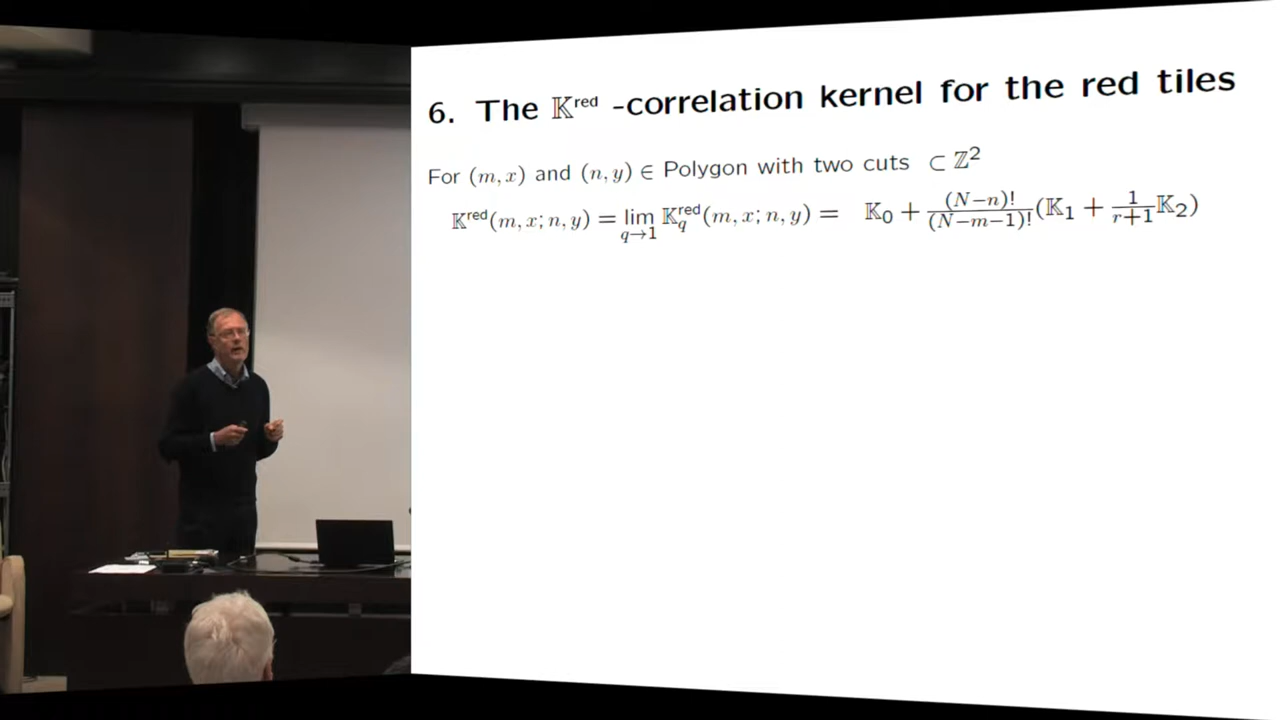 6. The 𝕂^red -correlation kernel for the red tiles
For (m, x) and (n, y) ∈ Polygon with two cuts ⊂ ℤ²
𝕂^red(m, x; n, y) = lim_{q→1} 𝕂_q^red(m, x; n, y) = 𝕂₀ + (N−n)!/(N−m−1)! (𝕂₁ + 1/(r+1) 𝕂₂)